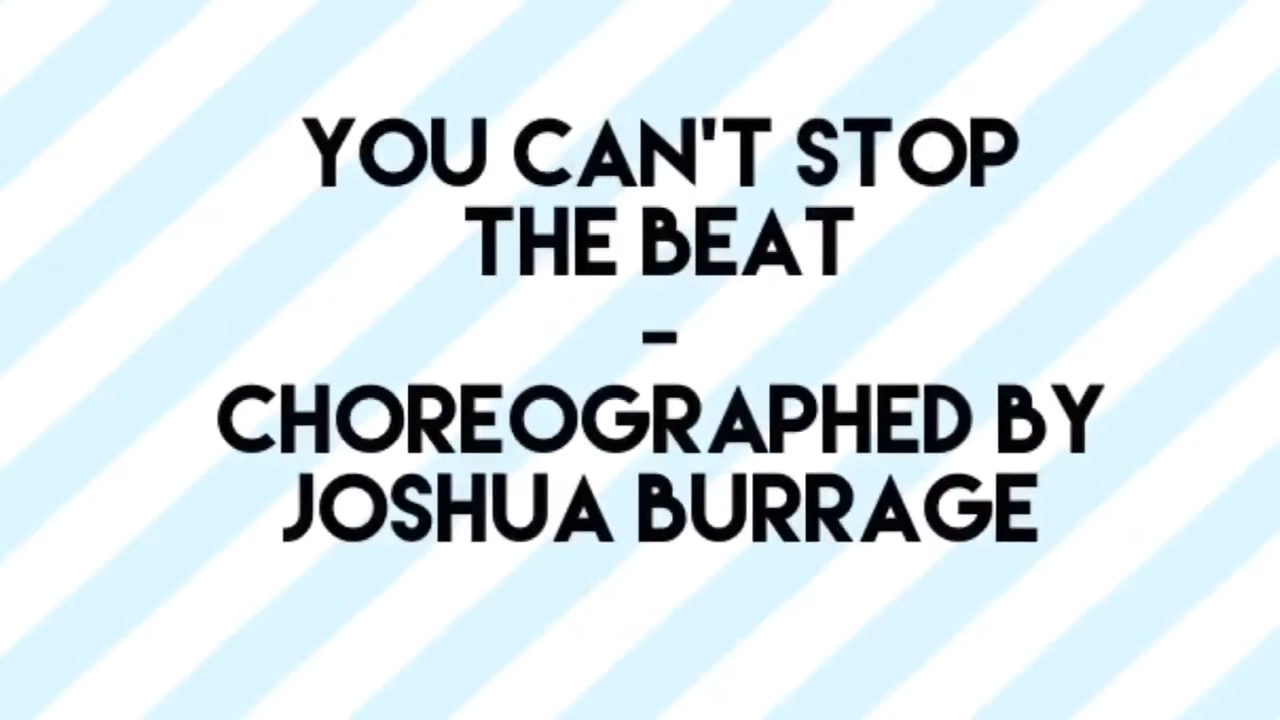 YOU CAN'T STOP
THE BEAT
-
CHOREOGRAPHED BY
JOSHUA BURRAGE